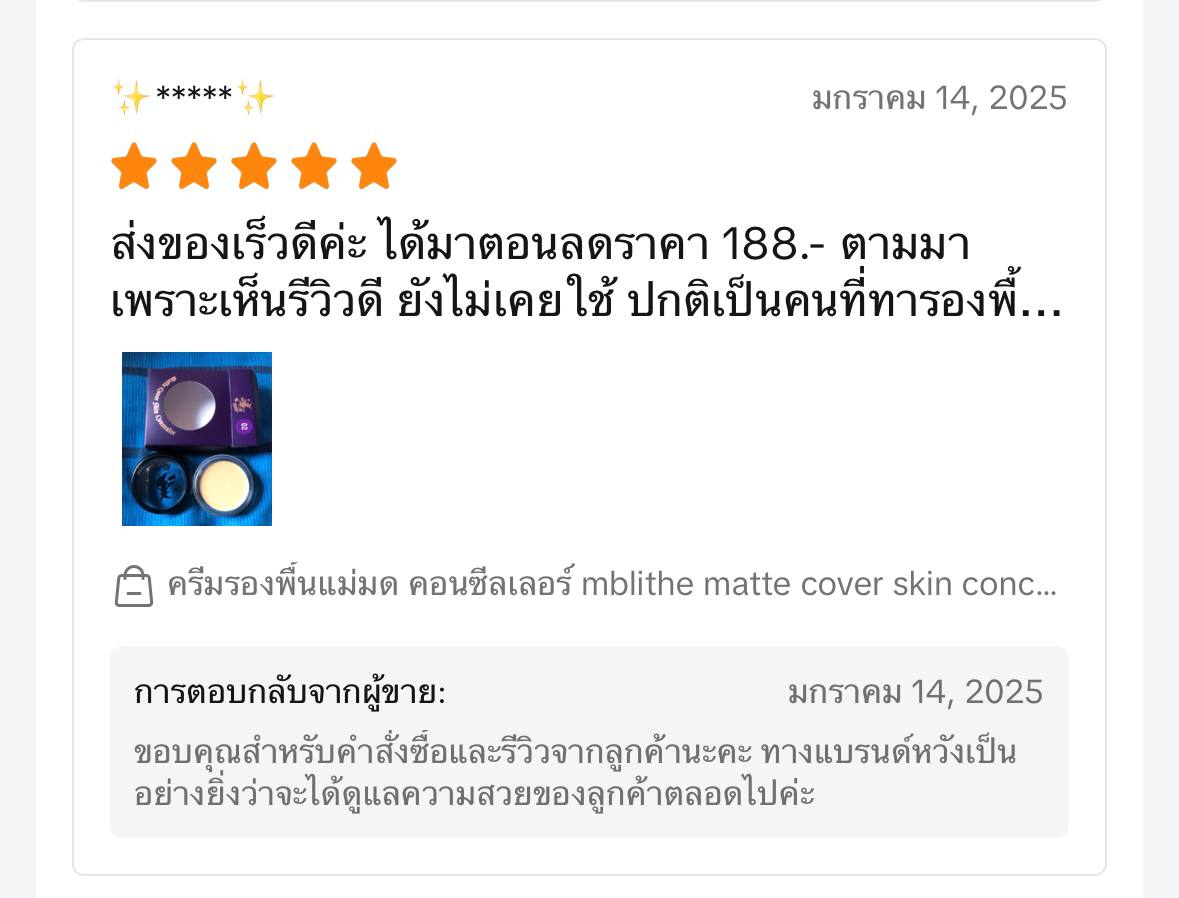 ✨*****✨ มกราคม 14, 2025
ส่งของเร็วดีค่ะ ได้มาตอนลดราคา 188.- ตามมา
เพราะเห็นรีวิวดี ยังไม่เคยใช้ ปกติเป็นคนที่ทารองพื้...
Matte Cover Skin Concealer
02
ครีมรองพื้นแม่มด คอนซีลเลอร์ mblithe matte cover skin conc...
การตอบกลับจากผู้ขาย: มกราคม 14, 2025
ขอบคุณสำหรับคำสั่งซื้อและรีวิวจากลูกค้านะคะ ทางแบรนด์หวังเป็น
อย่างยิ่งว่าจะได้ดูแลความสวยของลูกค้าตลอดไปค่ะ